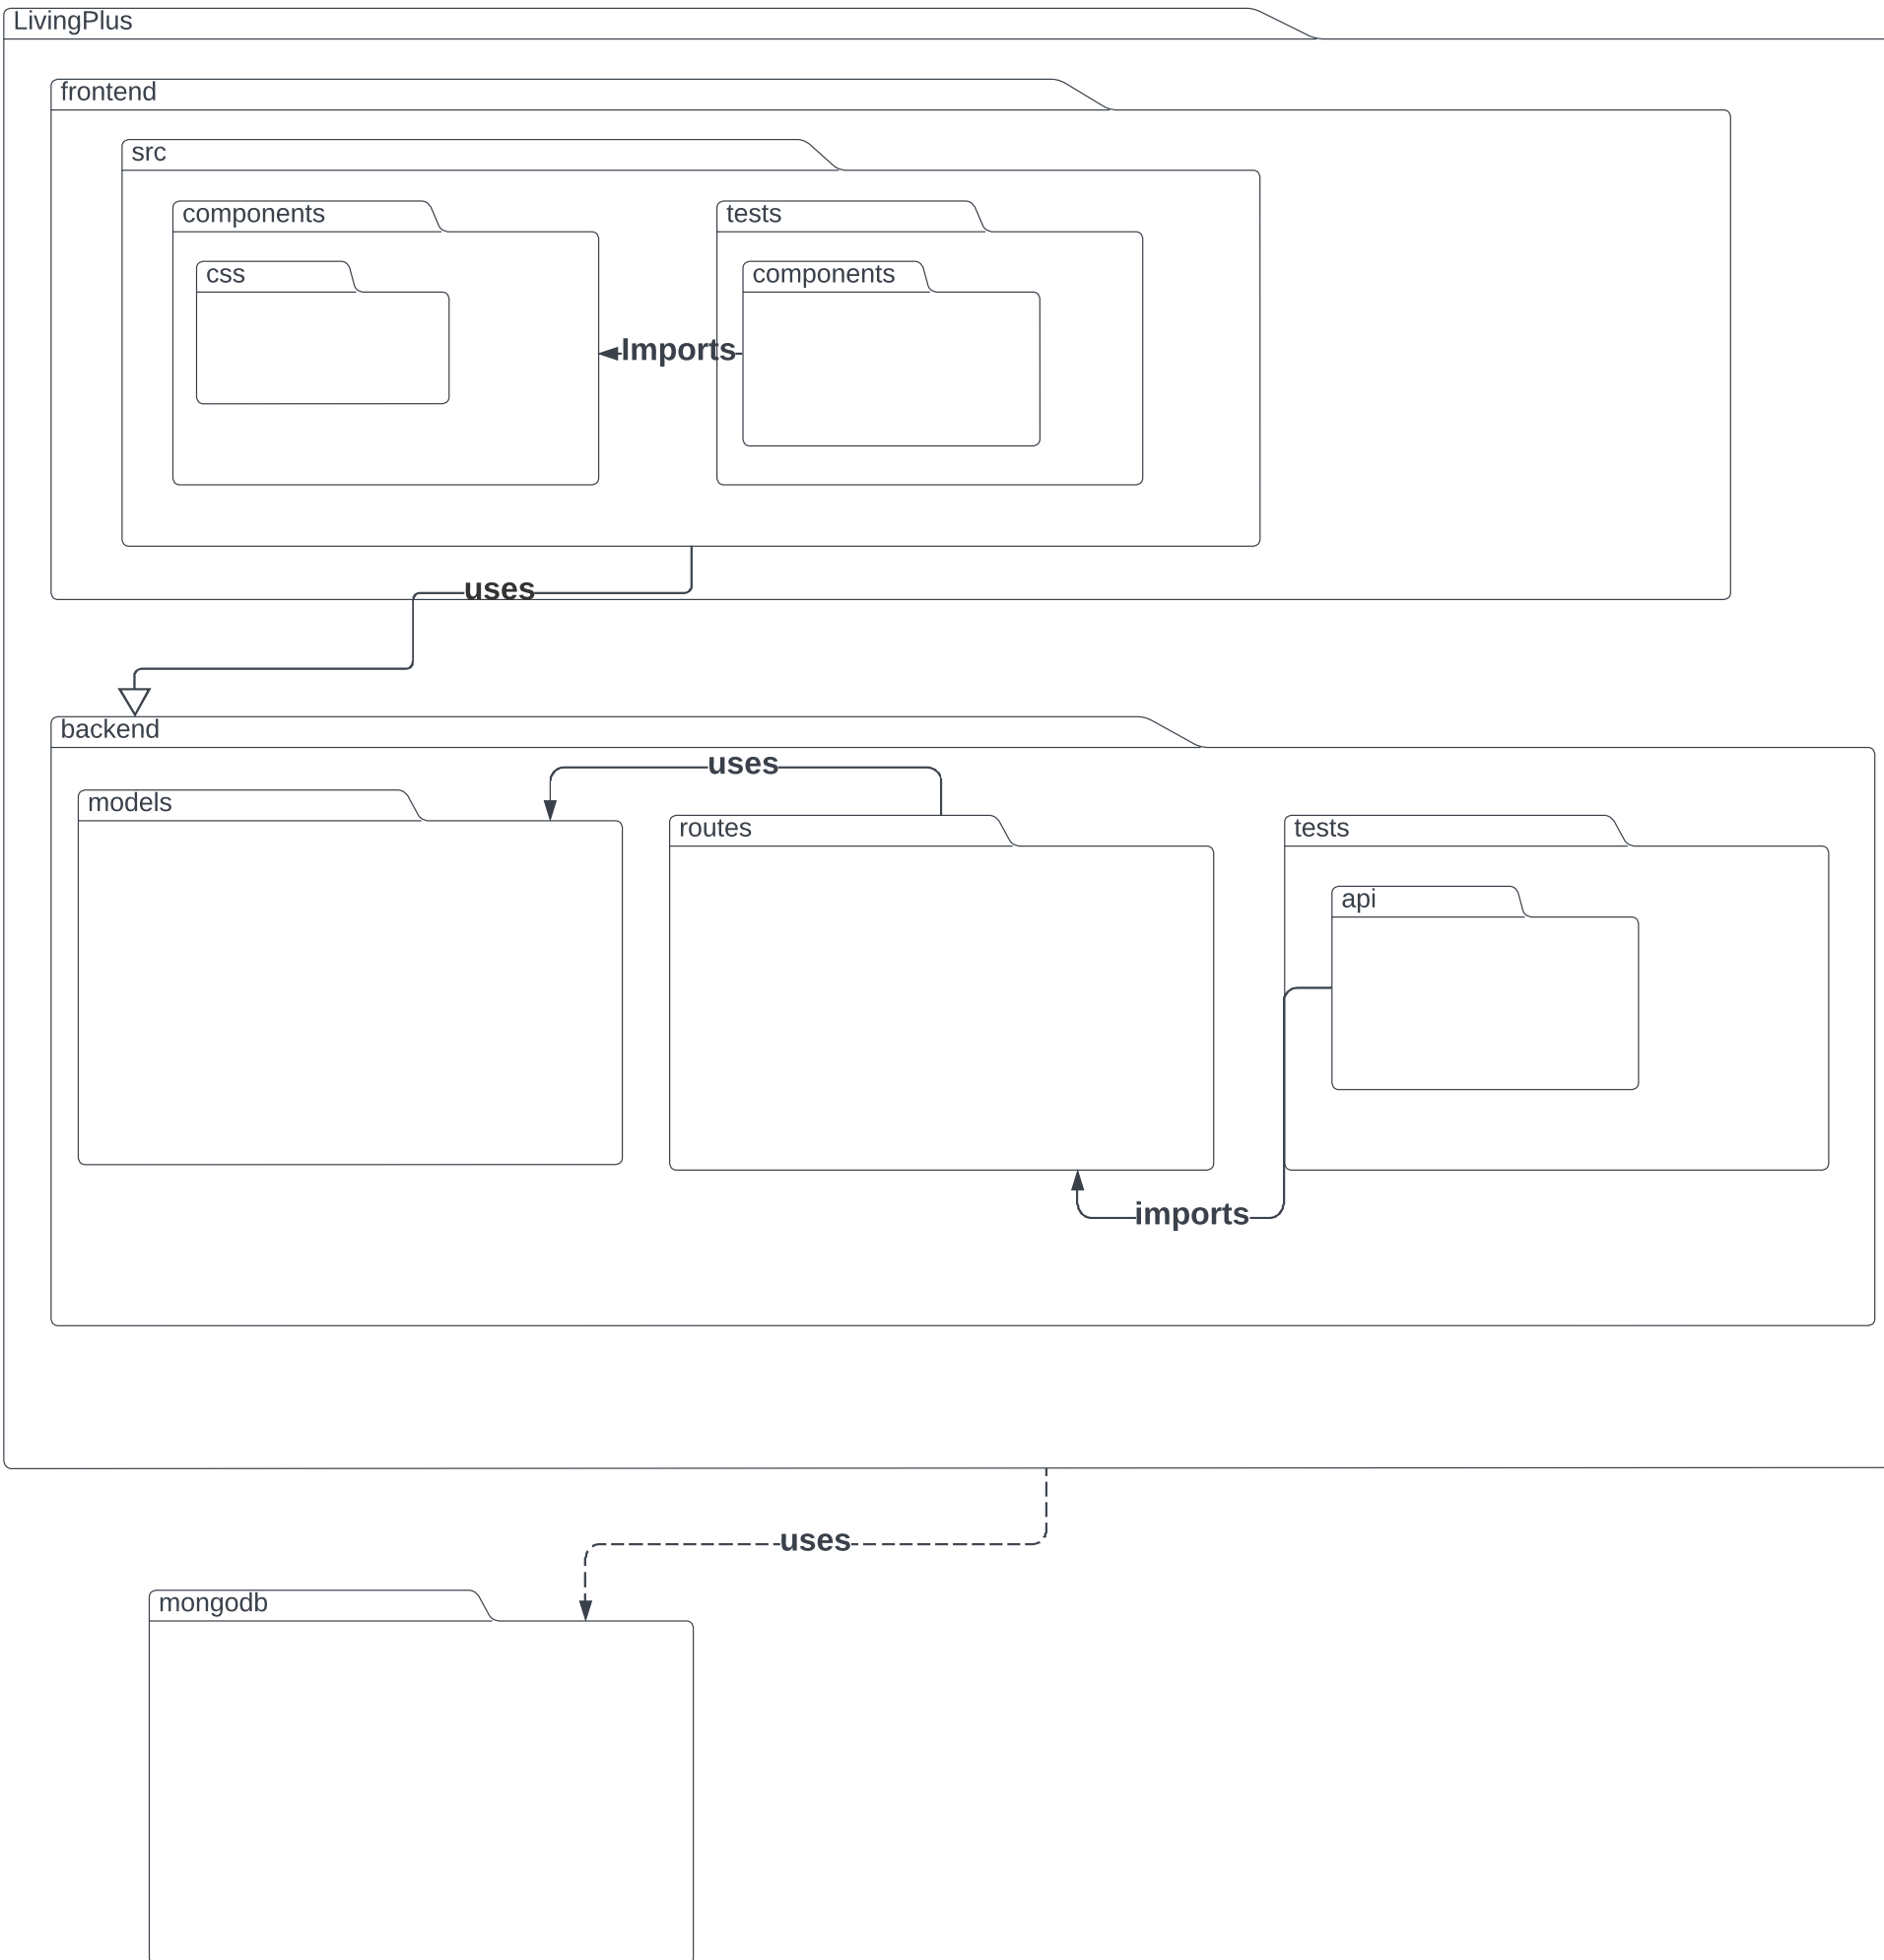 LivingPlus
frontend
src
components
tests
css
components
Imports
uses
backend
uses
models
routes
tests
api
imports
uses
mongodb